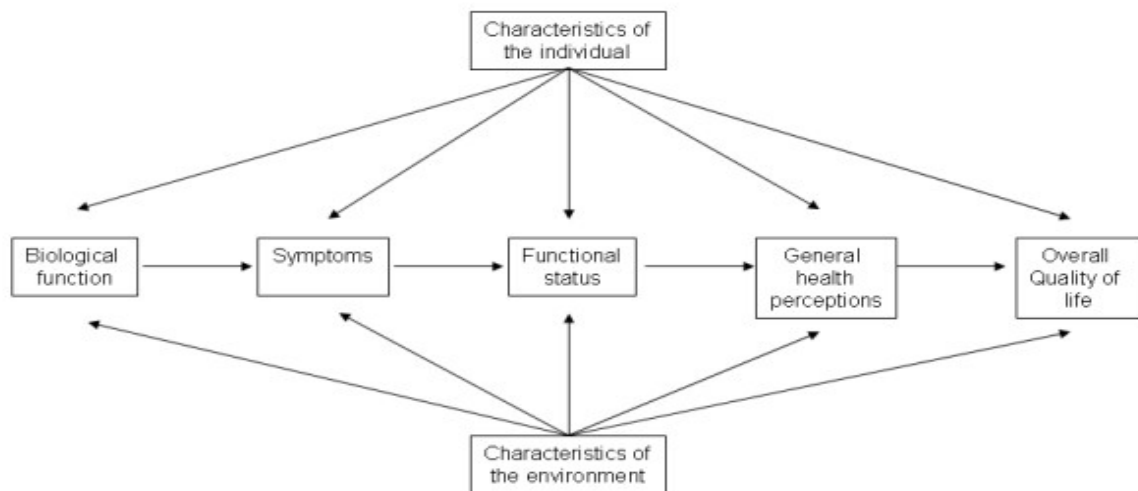 Characteristics of
the individual
Biological
function
Symptoms
Functional
status
General
health
perceptions
Overall
Quality of
life
Characteristics of
the environment